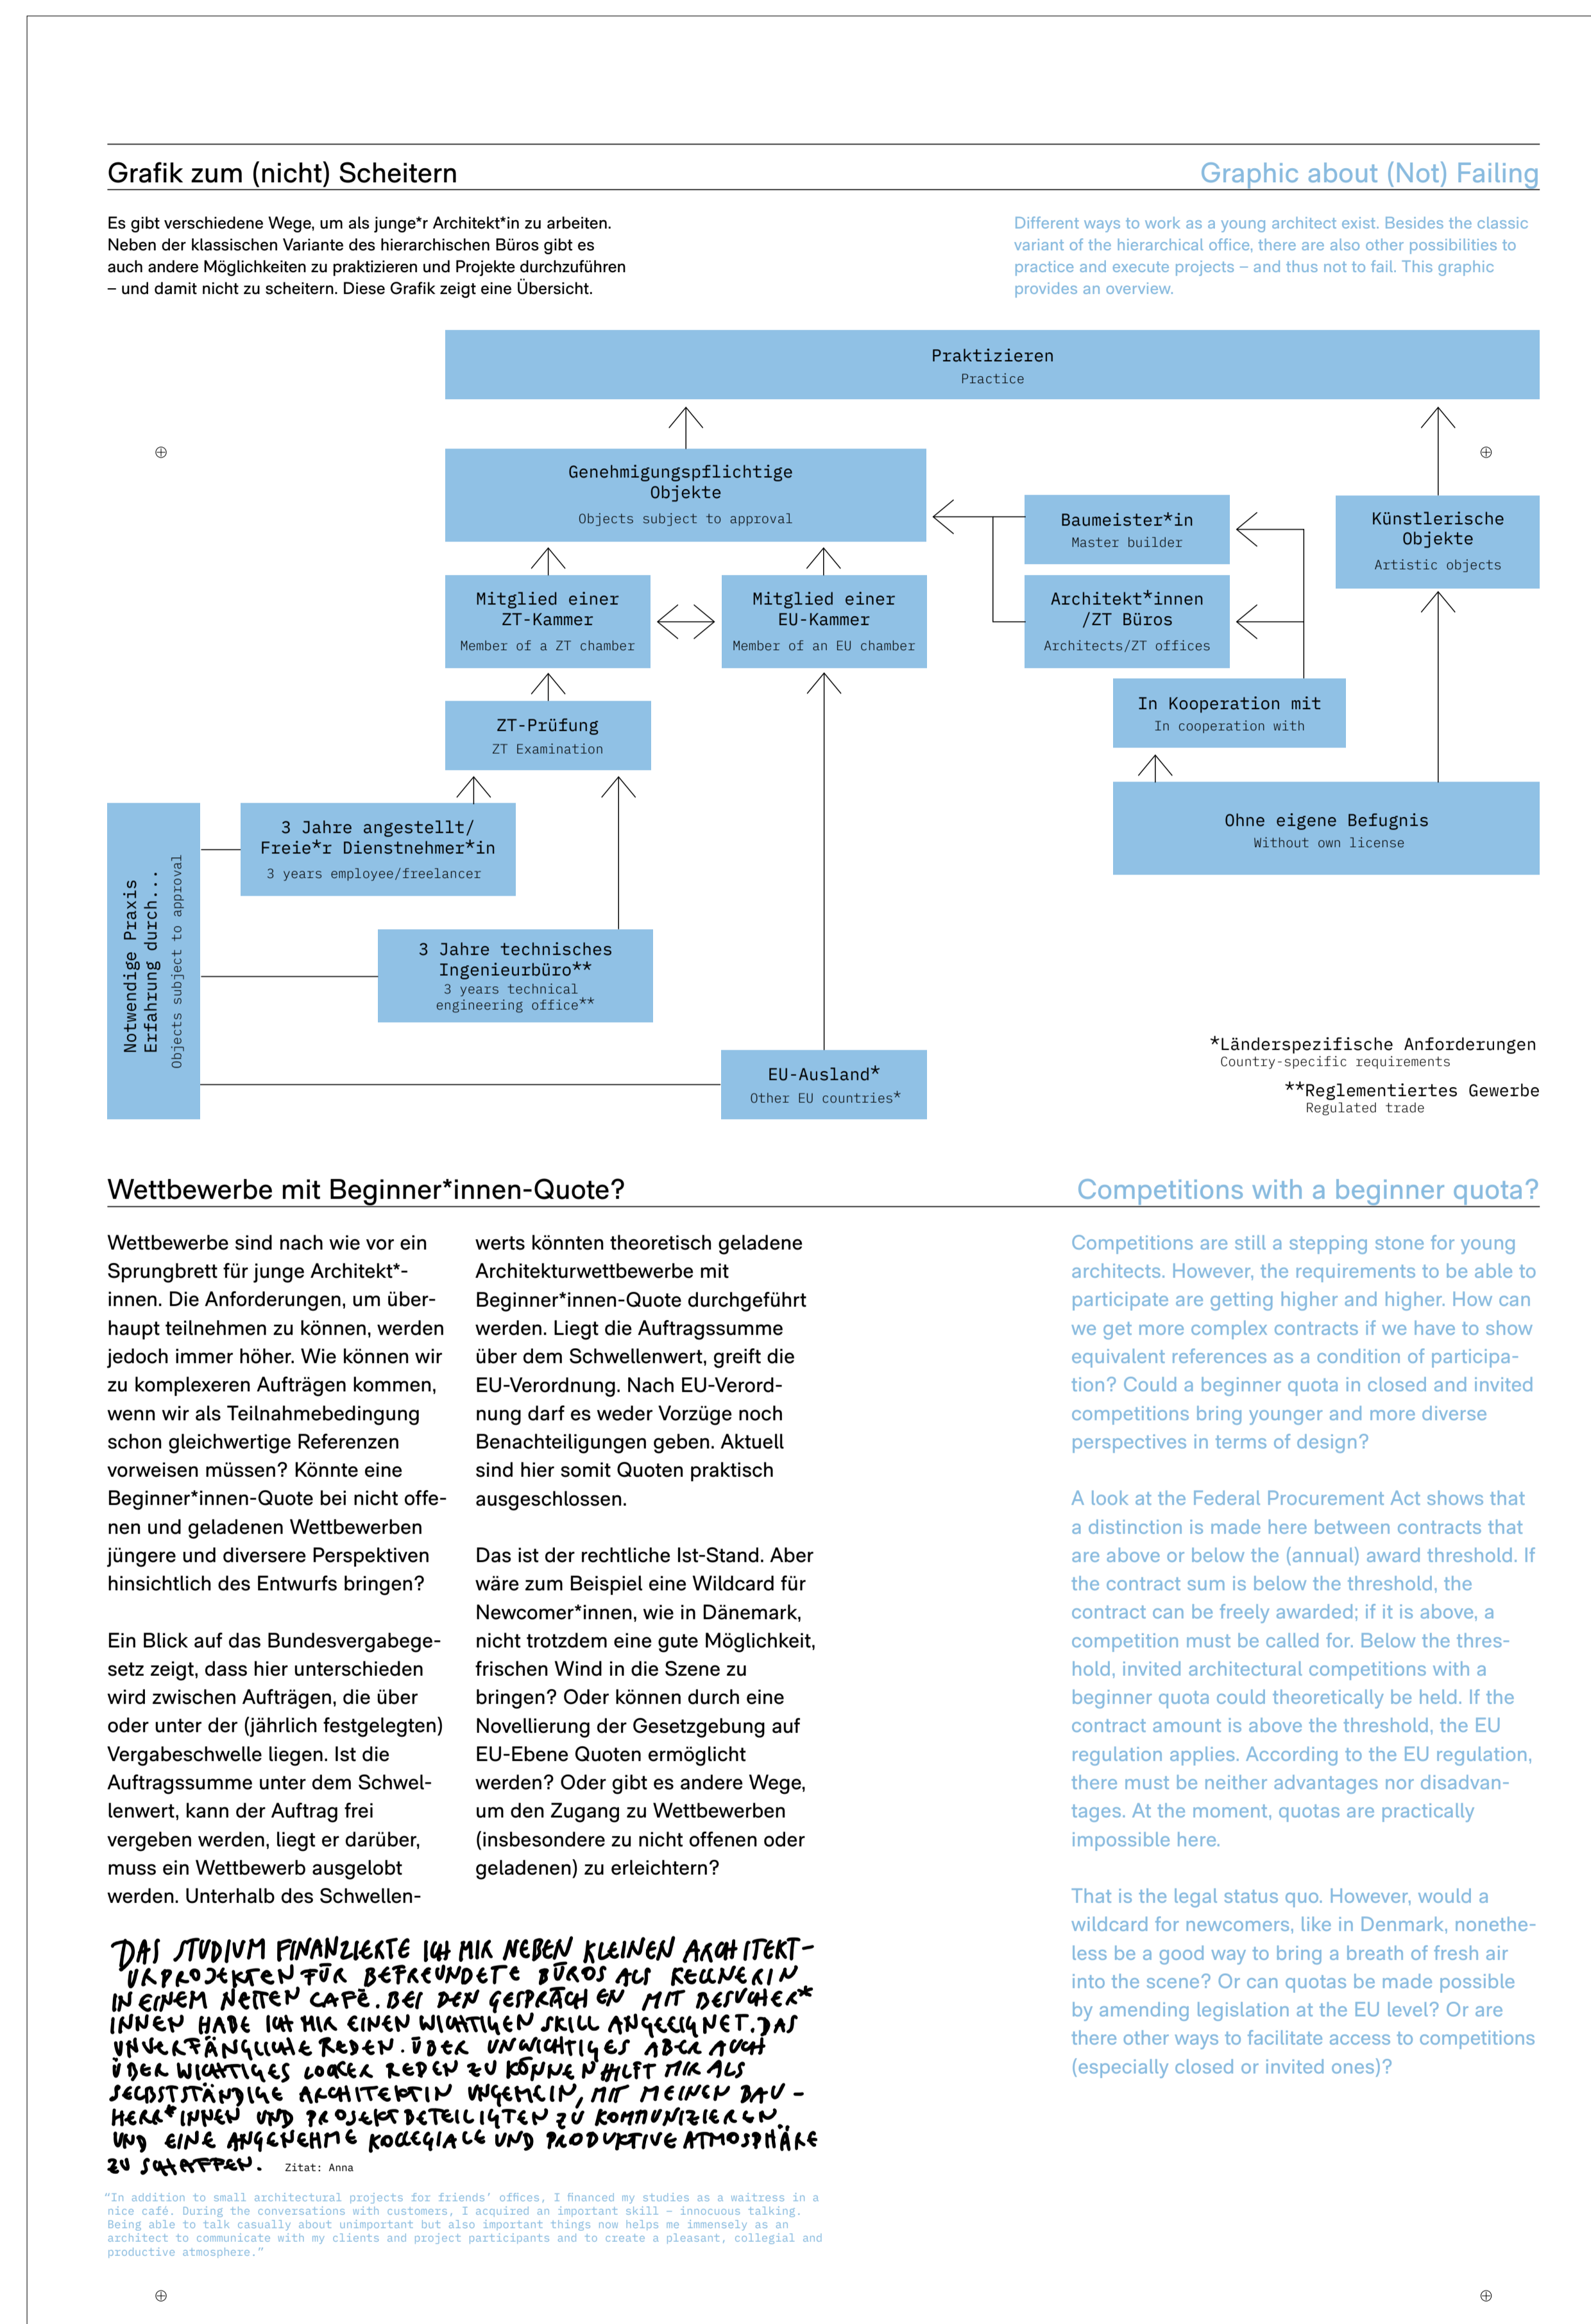 Grafik zum (nicht) Scheitern
Graphic about (Not) Failing
Es gibt verschiedene Wege, um als junge*r Architekt*in zu arbeiten.
Neben der klassischen Variante des hierarchischen Büros gibt es
auch andere Möglichkeiten zu praktizieren und Projekte durchzuführen
– und damit nicht zu scheitern. Diese Grafik zeigt eine Übersicht.
Different ways to work as a young architect exist. Besides the classic
variant of the hierarchical office, there are also other possibilities to
practice and execute projects – and thus not to fail. This graphic
provides an overview.
Praktizieren
Practice
Genehmigungspflichtige
Objekte
Objects subject to approval
Baumeister*in
Master builder
Künstlerische
Objekte
Artistic objects
Mitglied einer
ZT-Kammer
Member of a ZT chamber
Mitglied einer
EU-Kammer
Member of an EU chamber
Architekt*innen
/ZT Büros
Architects/ZT offices
In Kooperation mit
In cooperation with
ZT-Prüfung
ZT Examination
Ohne eigene Befugnis
Without own license
3 Jahre angestellt/
Freie*r Dienstnehmer*in
3 years employee/freelancer
Notwendige Praxis
Erfahrung durch...
Objects subject to approval
3 Jahre technisches
Ingenieurbüro**
3 years technical
engineering office**
EU-Ausland*
Other EU countries*
*Länderspezifische Anforderungen
Country-specific requirements
**Reglementiertes Gewerbe
Regulated trade
Wettbewerbe mit Beginner*innen-Quote?
Competitions with a beginner quota?
Wettbewerbe sind nach wie vor ein
Sprungbrett für junge Architekt*-
innen. Die Anforderungen, um über-
haupt teilnehmen zu können, werden
jedoch immer höher. Wie können wir
zu komplexeren Aufträgen kommen,
wenn wir als Teilnahmebedingung
schon gleichwertige Referenzen
vorweisen müssen? Könnte eine
Beginner*innen-Quote bei nicht offe-
nen und geladenen Wettbewerben
jüngere und diversere Perspektiven
hinsichtlich des Entwurfs bringen?
Ein Blick auf das Bundesvergabege-
setz zeigt, dass hier unterschieden
wird zwischen Aufträgen, die über
oder unter der (jährlich festgelegten)
Vergabeschwelle liegen. Ist die
Auftragssumme unter dem Schwel-
lenwert, kann der Auftrag frei
vergeben werden, liegt er darüber,
muss ein Wettbewerb ausgelobt
werden. Unterhalb des Schwellen-
werts könnten theoretisch geladene
Architekturwettbewerbe mit
Beginner*innen-Quote durchgeführt
werden. Liegt die Auftragssumme
über dem Schwellenwert, greift die
EU-Verordnung. Nach EU-Verord-
nung darf es weder Vorzüge noch
Benachteiligungen geben. Aktuell
sind hier somit Quoten praktisch
ausgeschlossen.
Das ist der rechtliche Ist-Stand. Aber
wäre zum Beispiel eine Wildcard für
Newcomer*innen, wie in Dänemark,
nicht trotzdem eine gute Möglichkeit,
frischen Wind in die Szene zu
bringen? Oder können durch eine
Novellierung der Gesetzgebung auf
EU-Ebene Quoten ermöglicht
werden? Oder gibt es andere Wege,
um den Zugang zu Wettbewerben
(insbesondere zu nicht offenen oder
geladenen) zu erleichtern?
Competitions are still a stepping stone for young
architects. However, the requirements to be able to
participate are getting higher and higher. How can
we get more complex contracts if we have to show
equivalent references as a condition of participa-
tion? Could a beginner quota in closed and invited
competitions bring younger and more diverse
perspectives in terms of design?
A look at the Federal Procurement Act shows that
a distinction is made here between contracts that
are above or below the (annual) award threshold. If
the contract sum is below the threshold, the
contract can be freely awarded; if it is above, a
competition must be called for. Below the thres-
hold, invited architectural competitions with a
beginner quota could theoretically be held. If the
contract amount is above the threshold, the EU
regulation applies. According to the EU regulation,
there must be neither advantages nor disadvan-
tages. At the moment, quotas are practically
impossible here.
That is the legal status quo. However, would a
wildcard for newcomers, like in Denmark, nonethe-
less be a good way to bring a breath of fresh air
into the scene? Or can quotas be made possible
by amending legislation at the EU level? Or are
there other ways to facilitate access to competitions
(especially closed or invited ones)?
DAS STUDIUM FINANZIERTE ICH MIR NEBEN KLEINEN ARCHITEKT-
URPROJEKTEN FÜR BEFREUNDETE BÜROS ALS KELLNERIN
IN EINEM NETTEN CAFÉ. BEI DEN GESPRÄCHEN MIT BESUCHER*
INNEN HABE ICH MIR EINEN WICHTIGEN SKILL ANGEEIGNET. DAS
UNVERFÄNGLICHE REDEN. ÜBER UNWICHTIGES ABER AUCH
ÜBER WICHTIGES LOCKER REDEN ZU KÖNNEN HILFT MIR ALS
SELBSTSTÄNDIGE ARCHITEKTIN UNGEMEIN, MIT MEINEN BAU-
HERR*INNEN UND PROJEKTBETEILIGTEN ZU KOMMUNIZIEREN
UND EINE ANGENEHME KOLLEGIALE UND PRODUKTIVE ATMOSPHÄRE
ZU SCHAFFEN. Zitat: Anna
“In addition to small architectural projects for friends’ offices, I financed my studies as a waitress in a
nice café. During the conversations with customers, I acquired an important skill – innocuous talking.
Being able to talk casually about unimportant but also important things now helps me immensely as an
architect to communicate with my clients and project participants and to create a pleasant, collegial and
productive atmosphere.”